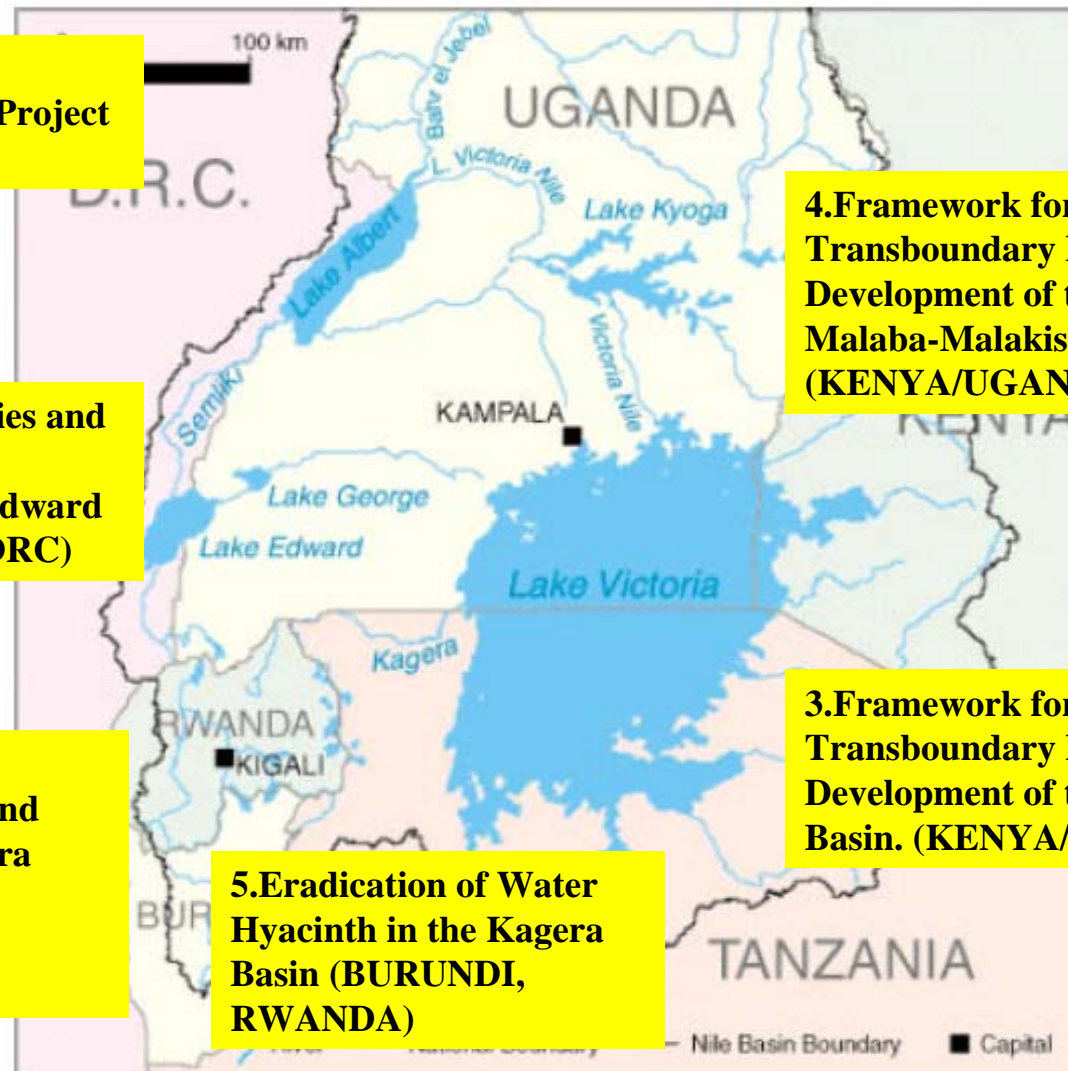 100 km
Project
UGANDA
D.R.C.
L. Victoria Nile
Lake Kyoga
Lake Albert
4.Framework for
Transboundary
Development of
Malaba-Malakis
(KENYA/UGAN
KENYA
Victoria Nile
Semliki
KAMPALA
ies and
dward
DRC)
Lake George
Lake Edward
Lake Victoria
Kagera
RWANDA
KIGALI
3.Framework for
Transboundary
Development of
Basin. (KENYA/
nd
ra
BUR
5.Eradication of Water
Hyacinth in the Kagera
Basin (BURUNDI,
RWANDA)
TANZANIA
Nile Basin Boundary
Capital